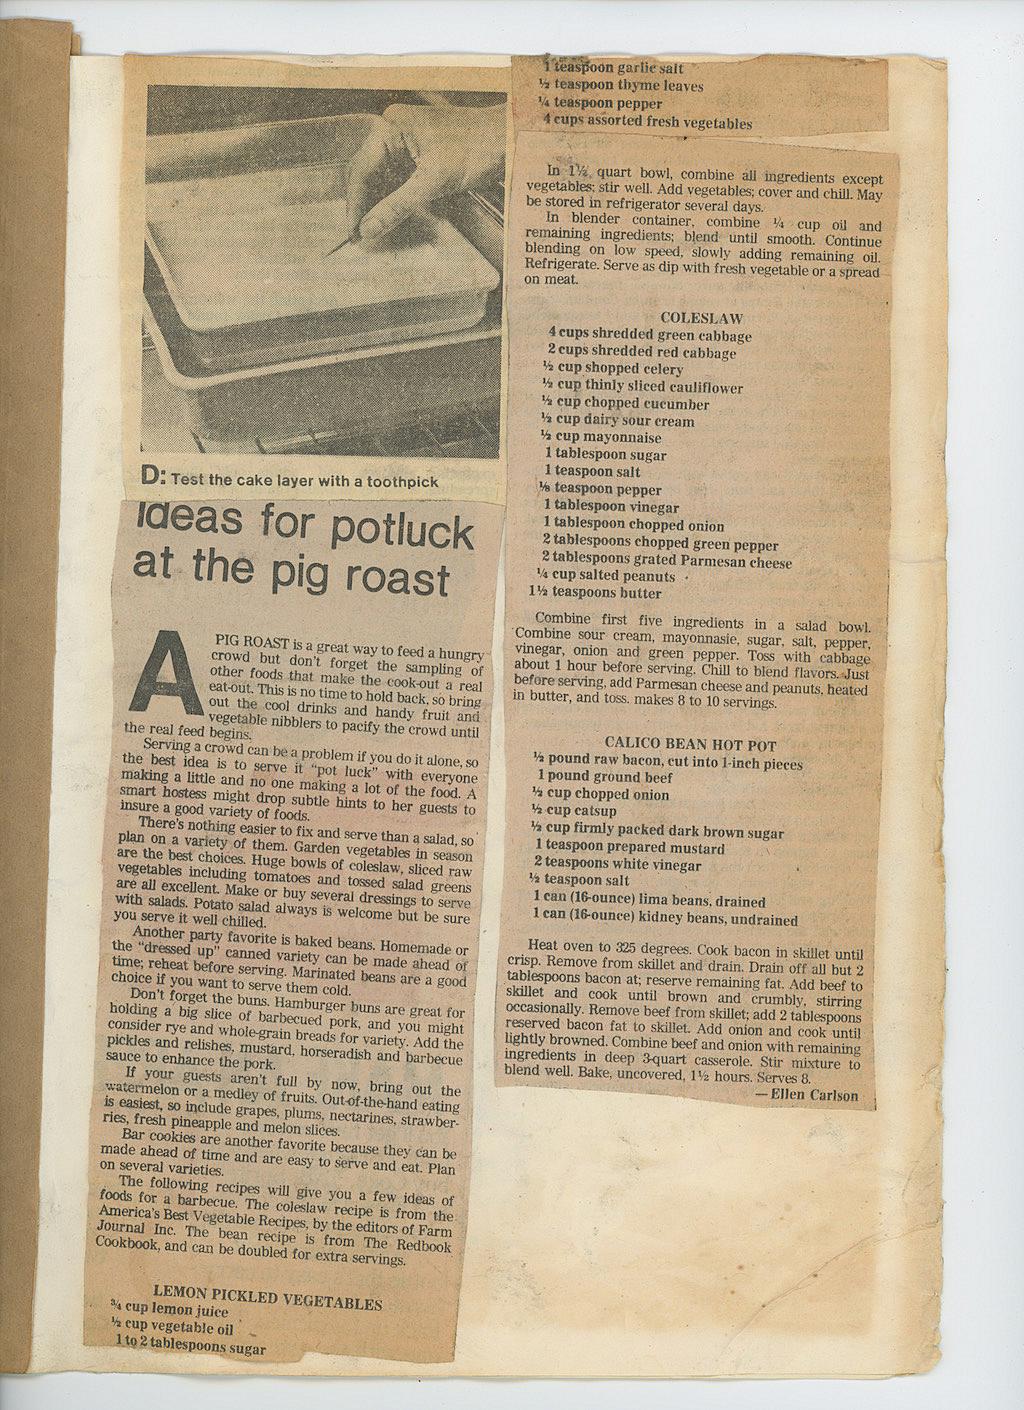 D: Test the cake layer with a toothpick
Ideas for potluck
at the pig roast
A PIG ROAST is a great way to feed a hungry
crowd but don't forget the sampling of
other foods that make the cook-out a real
eat-out. This is no time to hold back, so bring
out the cool drinks and handy fruit and
vegetable nibblers to pacify the crowd until
the real feed begins.
Serving a crowd can be a problem if you do it alone, so
the best idea is to serve it "pot luck" with everyone
making a little and no one making a lot of the food. A
smart hostess might drop subtle hints to her guests to
insure a good variety of foods.
There's nothing easier to fix and serve than a salad, so
plan on a variety of them. Garden vegetables in season
are the best choices. Huge bowls of coleslaw, sliced raw
vegetables including tomatoes and tossed salad greens
are all excellent. Make or buy several dressings to serve
with salads. Potato salad always is welcome but be sure
you serve it well chilled.
Another party favorite is baked beans. Homemade or
the "dressed up" canned variety can be made ahead of
time; reheat before serving. Marinated beans are a good
choice if you want to serve them cold.
Don't forget the buns. Hamburger buns are great for
holding a big slice of barbecued pork, and you might
consider rye and whole-grain breads for variety. Add the
pickles and relishes, mustard, horseradish and barbecue
sauce to enhance the pork.
If your guests aren't full by now, bring out the
watermelon or a medley of fruits. Out-of-the-hand eating
is easiest, so include grapes, plums, nectarines, strawber-
ries, fresh pineapple and melon slices.
Bar cookies are another favorite because they can be
made ahead of time and are easy to serve and eat. Plan
on several varieties.
The following recipes will give you a few ideas of
foods for a barbecue. The coleslaw recipe is from the
America's Best Vegetable Recipes, by the editors of Farm
Journal Inc. The bean recipe is from The Redbook
Cookbook, and can be doubled for extra servings.
LEMON PICKLED VEGETABLES
¾ cup lemon juice
½ cup vegetable oil
1 to 2 tablespoons sugar
1 teaspoon garlic salt
½ teaspoon thyme leaves
¼ teaspoon pepper
4 cups assorted fresh vegetables
In 1½ quart bowl, combine all ingredients except
vegetables; stir well. Add vegetables; cover and chill. May
be stored in refrigerator several days.
In blender container, combine ¼ cup oil and
remaining ingredients; blend until smooth. Continue
blending on low speed, slowly adding remaining oil.
Refrigerate. Serve as dip with fresh vegetable or a spread
on meat.
COLESLAW
4 cups shredded green cabbage
2 cups shredded red cabbage
½ cup shopped celery
½ cup thinly sliced cauliflower
½ cup chopped cucumber
½ cup dairy sour cream
½ cup mayonnaise
1 tablespoon sugar
1 teaspoon salt
⅛ teaspoon pepper
1 tablespoon vinegar
1 tablespoon chopped onion
2 tablespoons chopped green pepper
2 tablespoons grated Parmesan cheese
¼ cup salted peanuts
1½ teaspoons butter
Combine first five ingredients in a salad bowl.
Combine sour cream, mayonnasie, sugar, salt, pepper,
vinegar, onion and green pepper. Toss with cabbage
about 1 hour before serving. Chill to blend flavors. Just
before serving, add Parmesan cheese and peanuts, heated
in butter, and toss. makes 8 to 10 servings.
CALICO BEAN HOT POT
½ pound raw bacon, cut into 1-inch pieces
1 pound ground beef
½ cup chopped onion
½ cup catsup
½ cup firmly packed dark brown sugar
1 teaspoon prepared mustard
2 teaspoons white vinegar
½ teaspoon salt
1 can (16-ounce) lima beans, drained
1 can (16-ounce) kidney beans, undrained
Heat oven to 325 degrees. Cook bacon in skillet until
crisp. Remove from skillet and drain. Drain off all but 2
tablespoons bacon at; reserve remaining fat. Add beef to
skillet and cook until brown and crumbly, stirring
occasionally. Remove beef from skillet; add 2 tablespoons
reserved bacon fat to skillet. Add onion and cook until
lightly browned. Combine beef and onion with remaining
ingredients in deep 3-quart casserole. Stir mixture to
blend well. Bake, uncovered, 1½ hours. Serves 8.
— Ellen Carlson